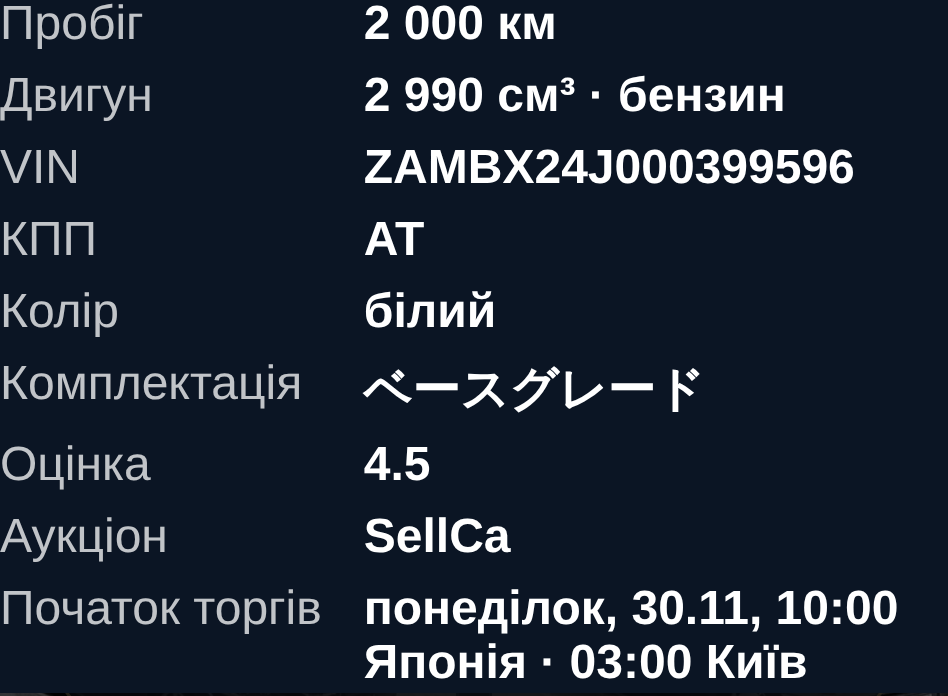 Пробіг 2 000 км
Двигун 2 990 см³ · бензин
VIN ZAMBX24J000399596
КПП AT
Колір білий
Комплектація ベースグレード
Оцінка 4.5
Аукціон SellCa
Початок торгів понеділок, 30.11, 10:00
Японія · 03:00 Київ